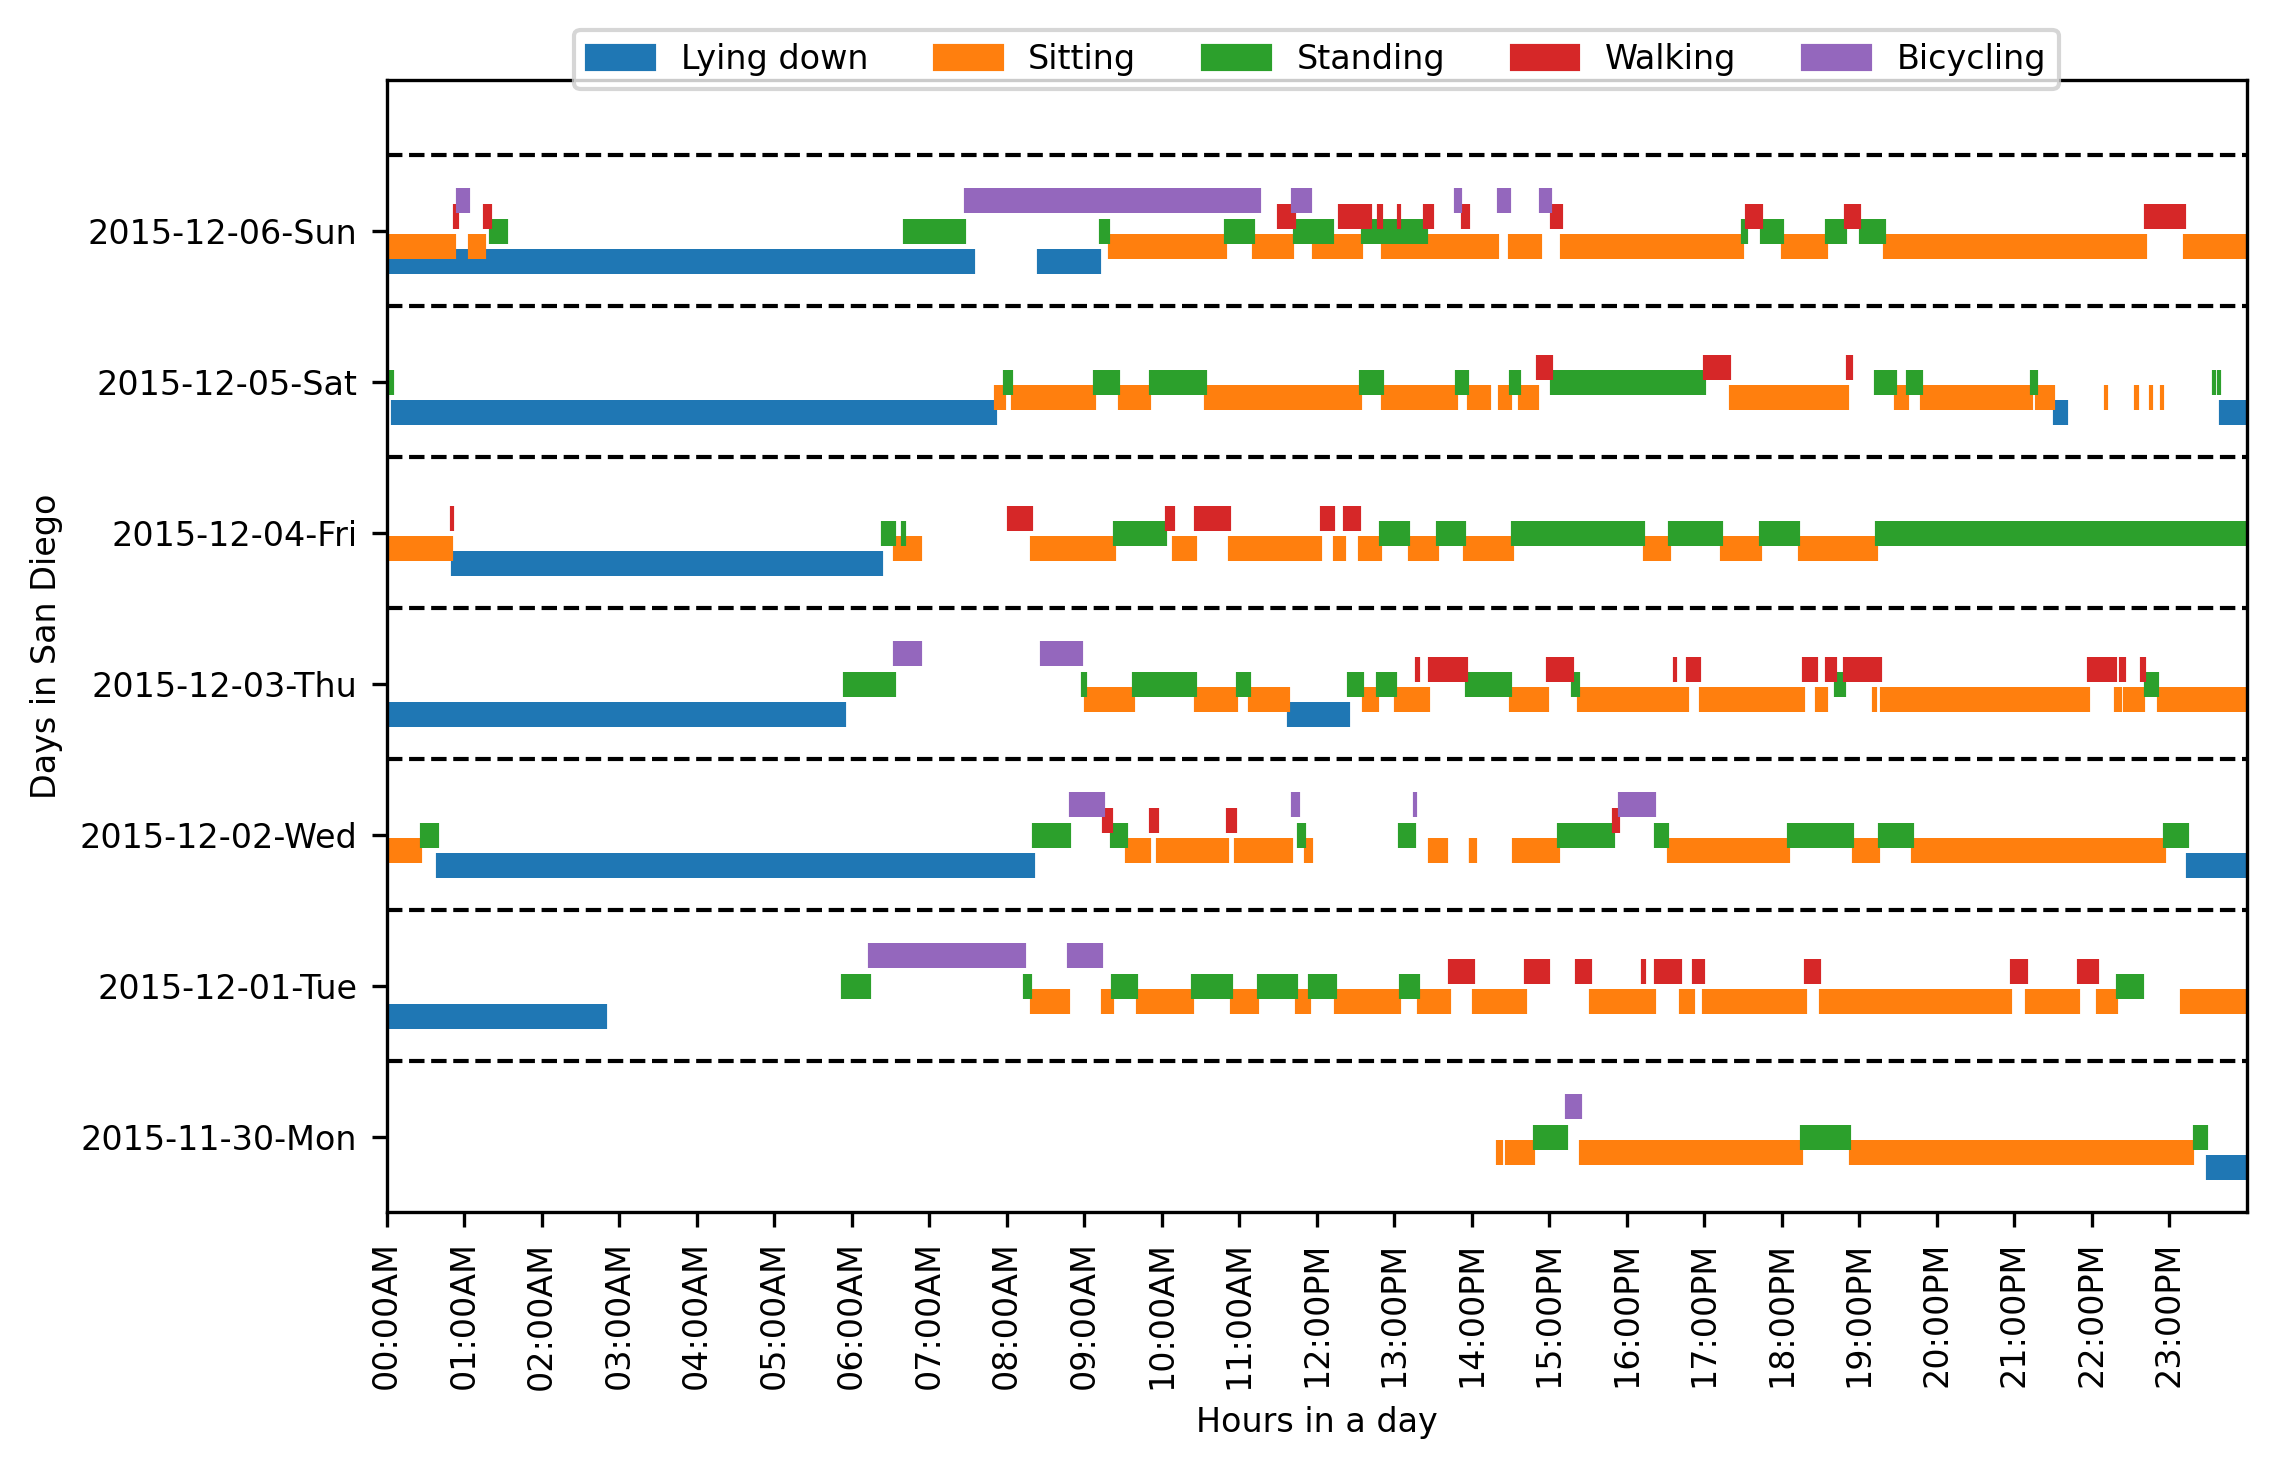 Lying down Sitting Standing Walking Bicycling
2015-12-06-Sun
2015-12-05-Sat
2015-12-04-Fri
2015-12-03-Thu
2015-12-02-Wed
2015-12-01-Tue
2015-11-30-Mon
Days in San Diego
00:00AM 01:00AM 02:00AM 03:00AM 04:00AM 05:00AM 06:00AM 07:00AM 08:00AM 09:00AM 10:00AM 11:00AM 12:00PM 13:00PM 14:00PM 15:00PM 16:00PM 17:00PM 18:00PM 19:00PM 20:00PM 21:00PM 22:00PM 23:00PM
Hours in a day